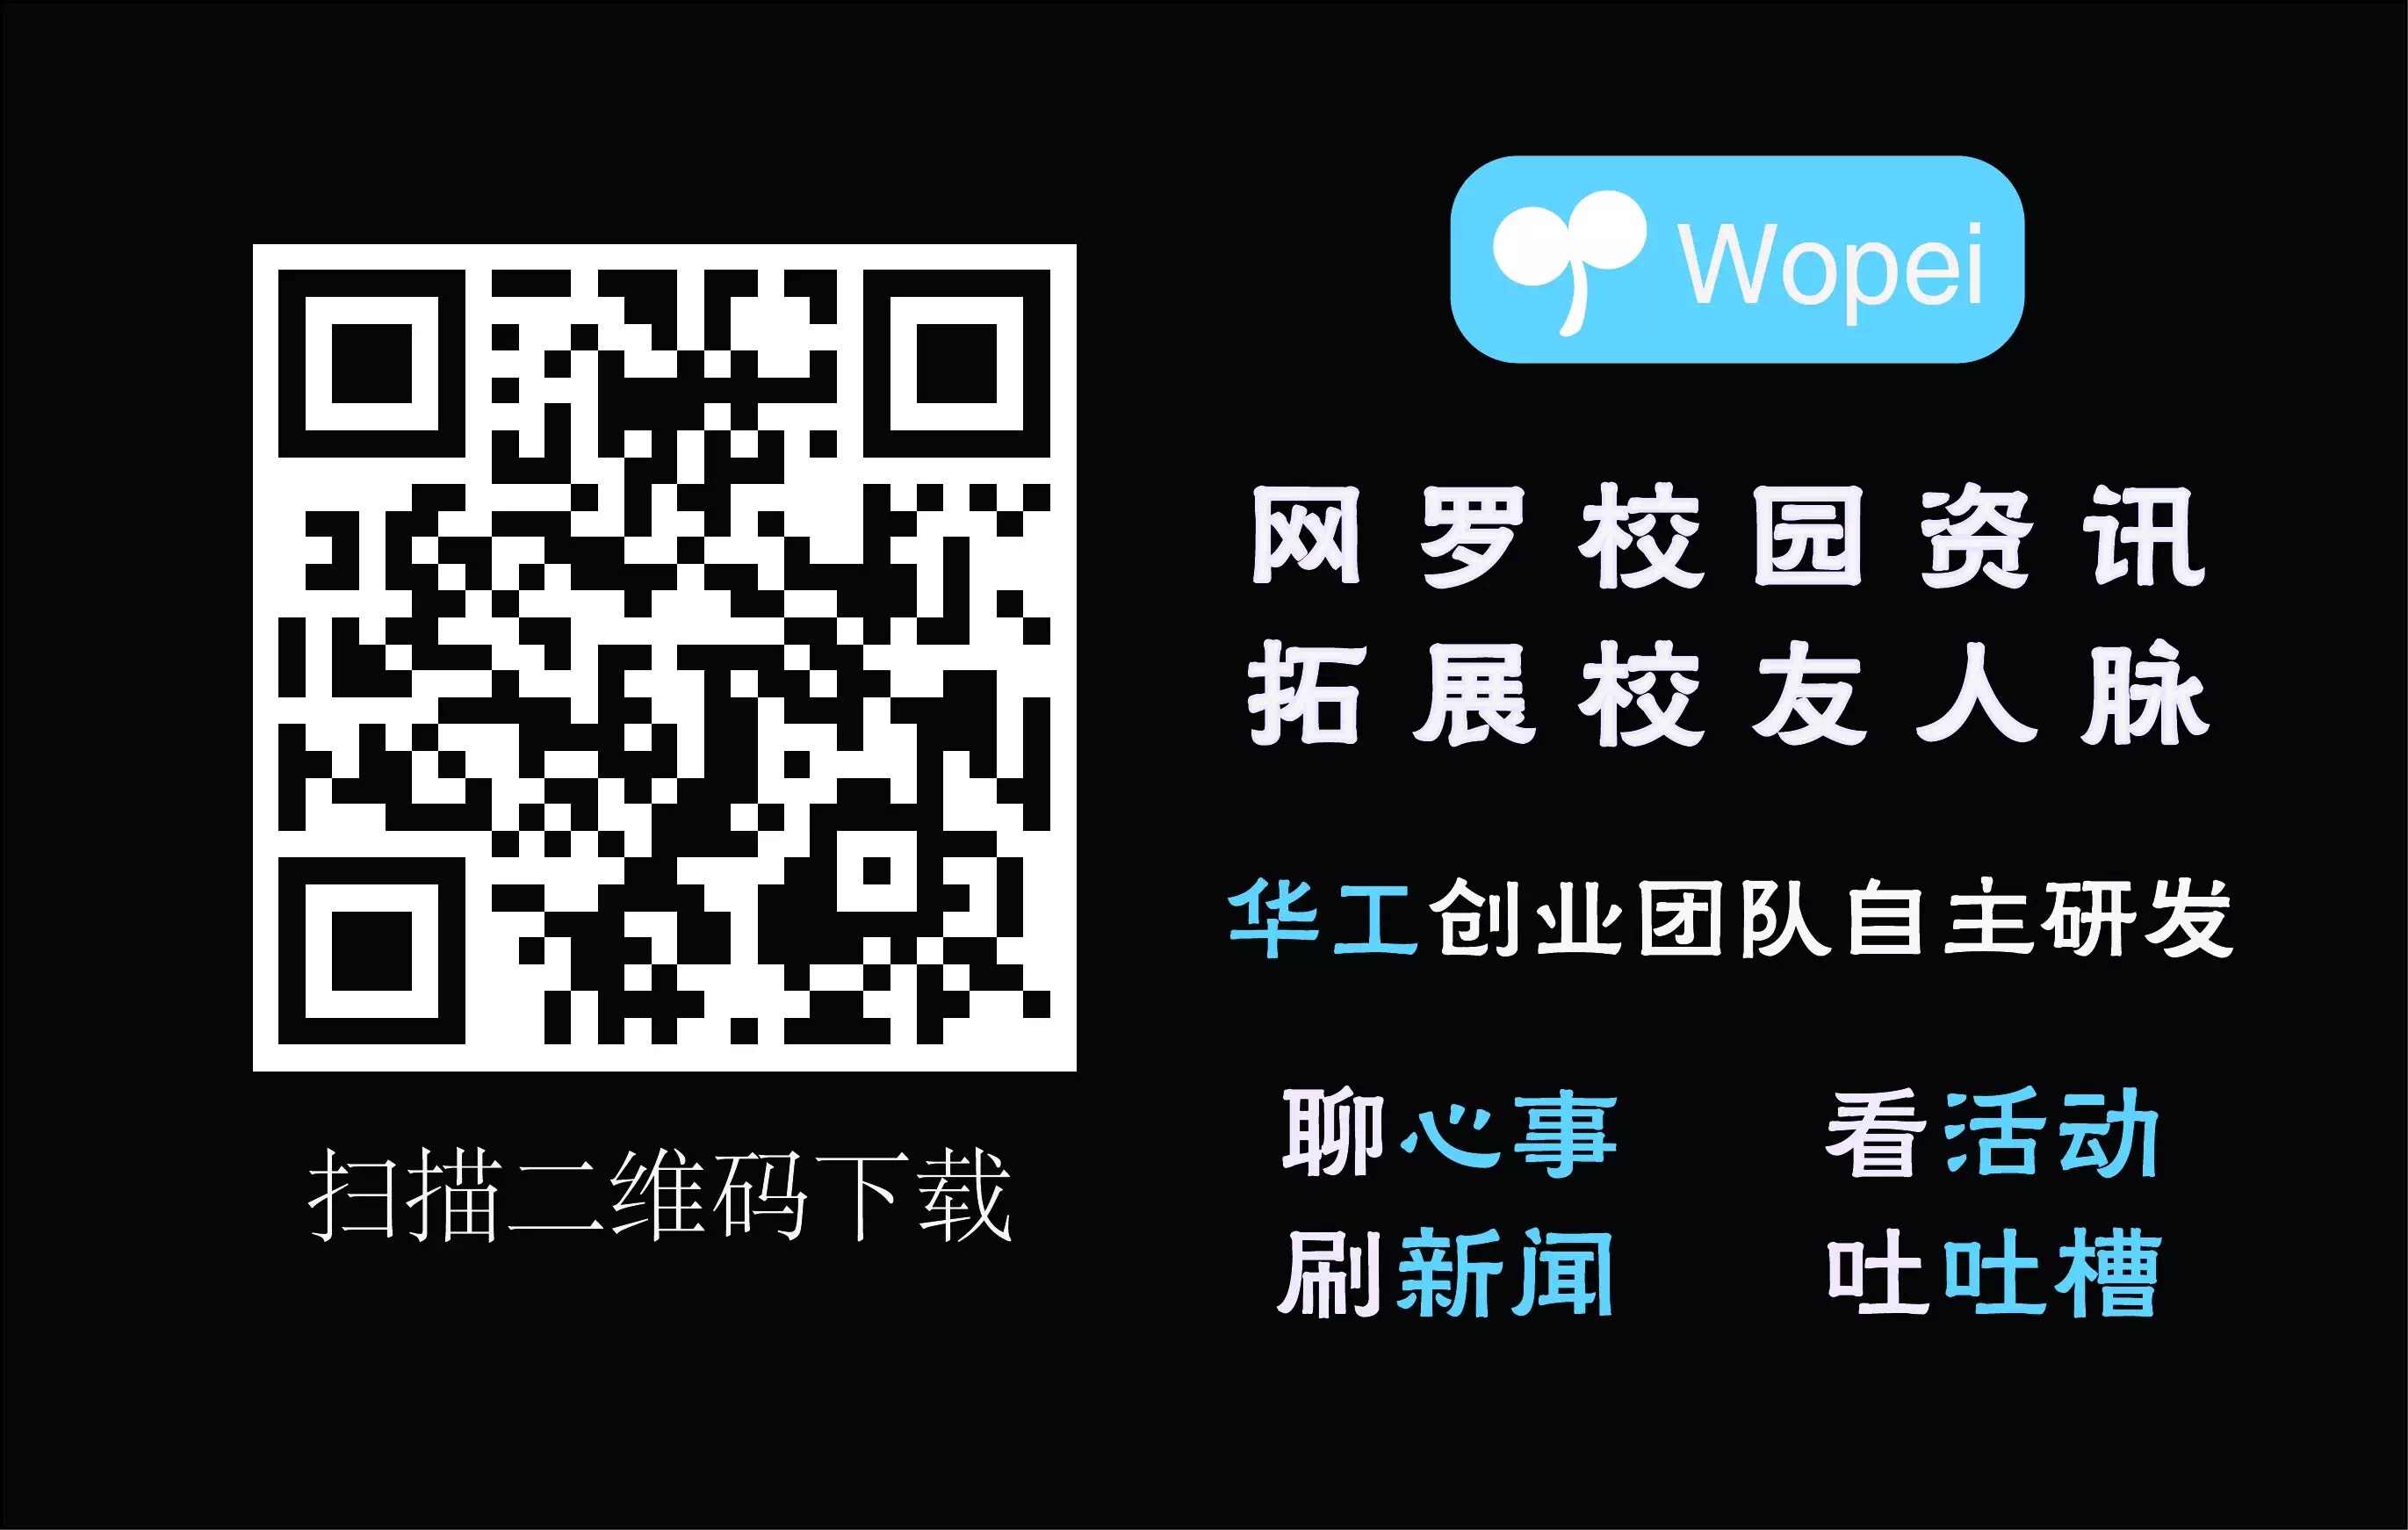 Wopei
网罗校园资讯
拓展校友人脉
华工创业团队自主研发
聊心事 看活动
刷新闻 吐吐槽
扫描二维码下载